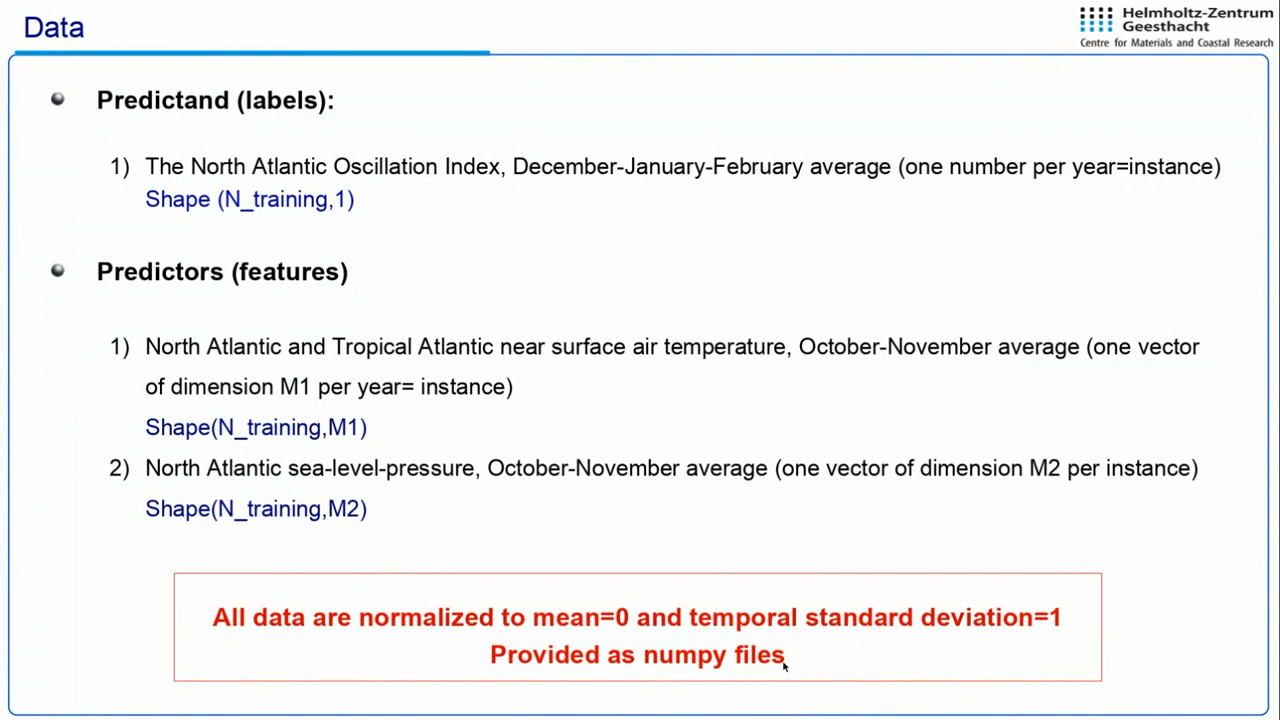 Data
Helmholtz-Zentrum
Geesthacht
Centre for Materials and Coastal Research
Predictand (labels):
1) The North Atlantic Oscillation Index, December-January-February average (one number per year=instance)
Shape (N_training,1)
Predictors (features)
1) North Atlantic and Tropical Atlantic near surface air temperature, October-November average (one vector
of dimension M1 per year= instance)
Shape(N_training,M1)
2) North Atlantic sea-level-pressure, October-November average (one vector of dimension M2 per instance)
Shape(N_training,M2)
All data are normalized to mean=0 and temporal standard deviation=1
Provided as numpy files